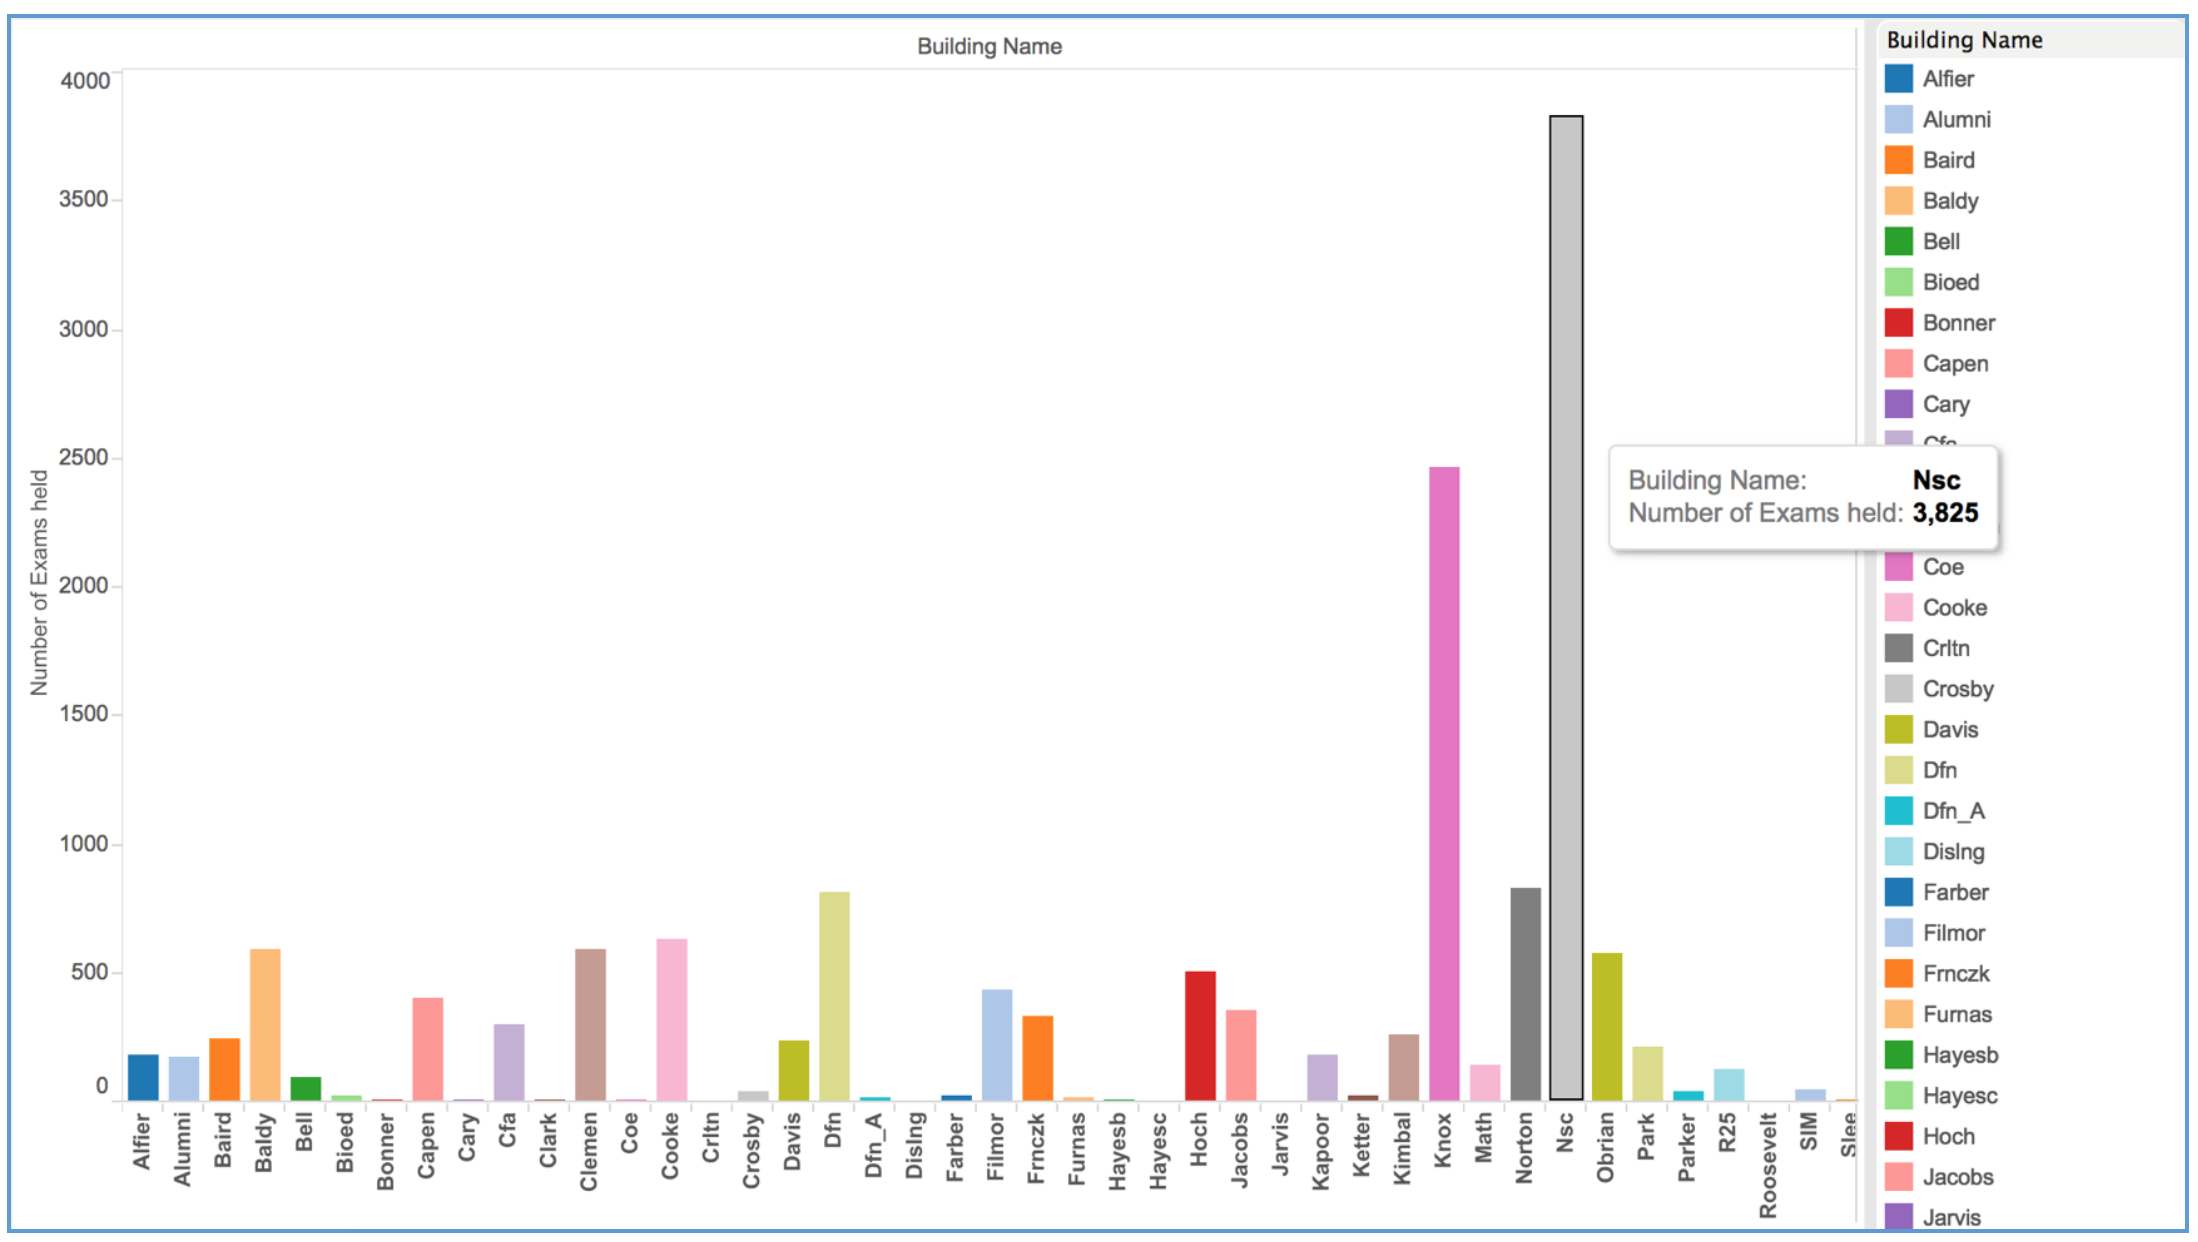 Building Name
4000
3500
3000
2500
2000
1500
1000
500
0
Number of Exams held
Alfier
Alumni
Baird
Baldy
Bell
Bioed
Bonner
Capen
Cary
Cfa
Clark
Clemen
Coe
Cooke
Crltn
Crosby
Davis
Dfn
Dfn_A
Dislng
Farber
Filmor
Frnczk
Furnas
Hayesb
Hayesc
Hoch
Jacobs
Jarvis
Kapoor
Ketter
Kimbal
Knox
Math
Norton
Nsc
Obrian
Park
Parker
R25
Roosevelt
SIM
Slee
Building Name: Nsc
Number of Exams held: 3,825
Building Name
Alfier
Alumni
Baird
Baldy
Bell
Bioed
Bonner
Capen
Cary
Cfa
Coe
Cooke
Crltn
Crosby
Davis
Dfn
Dfn_A
Dislng
Farber
Filmor
Frnczk
Furnas
Hayesb
Hayesc
Hoch
Jacobs
Jarvis